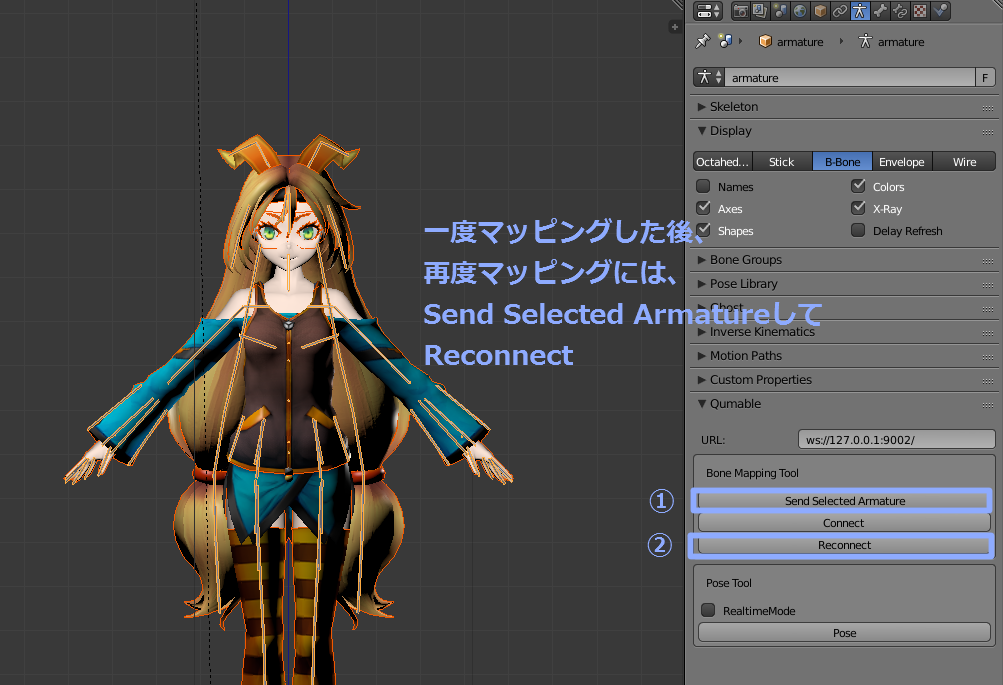 armature
armature
armature
F
Skeleton
Display
Octahed...
Stick
B-Bone
Envelope
Wire
Names
Colors
Axes
X-Ray
Shapes
Delay Refresh
一度マッピングした後、
再度マッピングには、
Send Selected Armatureして
Reconnect
Bone Groups
Pose Library
Ghost
Inverse Kinematics
Motion Paths
Custom Properties
Qumable
URL:
ws://127.0.0.1:9002/
Bone Mapping Tool
① Send Selected Armature
Connect
② Reconnect
Pose Tool
RealtimeMode
Pose